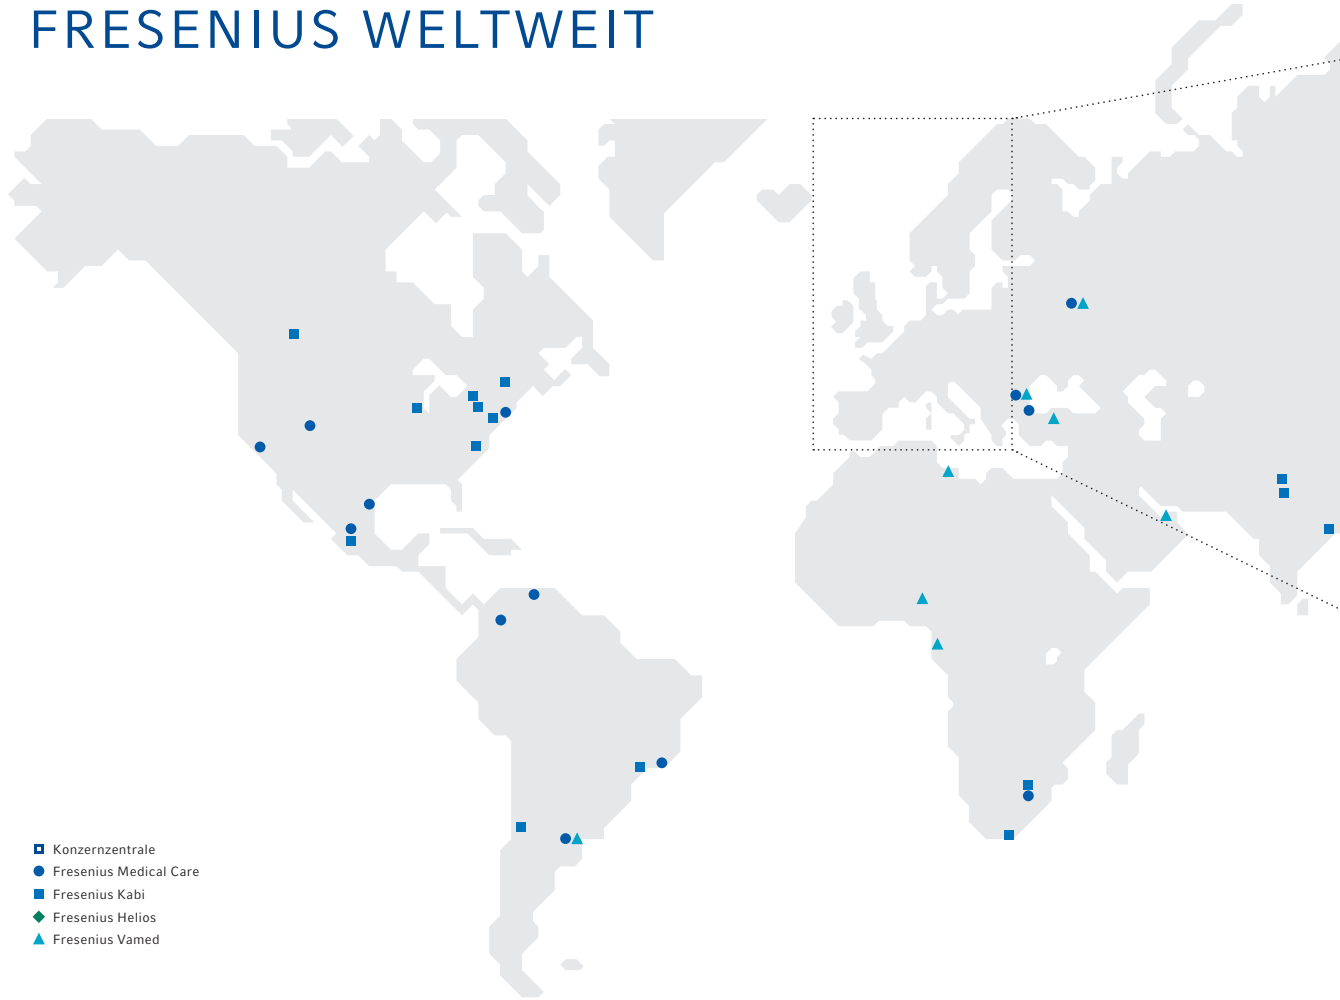 FRESENIUS WELTWEIT
Konzernzentrale
Fresenius Medical Care
Fresenius Kabi
Fresenius Helios
Fresenius Vamed